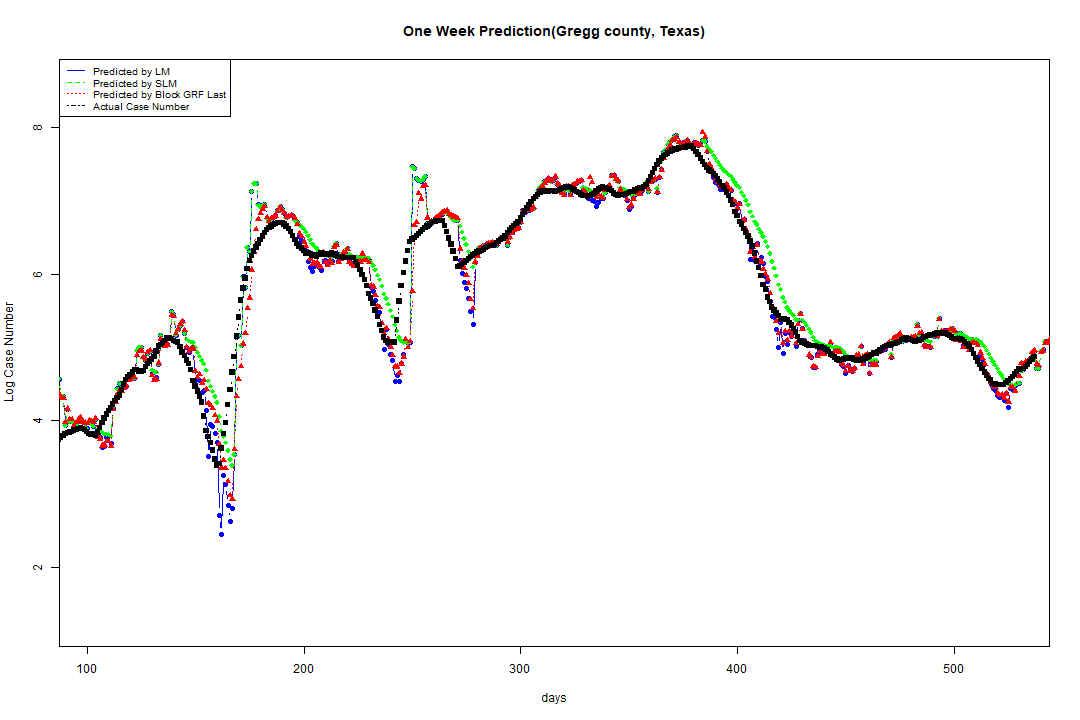 One Week Prediction(Gregg county, Texas)
Predicted by LM
Predicted by SLM
Predicted by Block GRF Last
Actual Case Number
8
6
4
2
Log Case Number
100 200 300 400 500
days